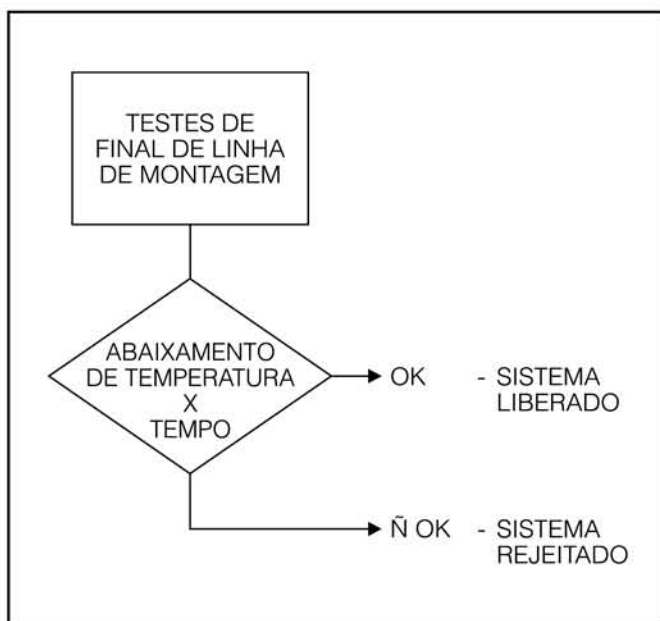 TESTES DE
FINAL DE LINHA
DE MONTAGEM
ABAIXAMENTO
DE TEMPERATURA
X
TEMPO
OK - SISTEMA
LIBERADO
Ñ OK - SISTEMA
REJEITADO